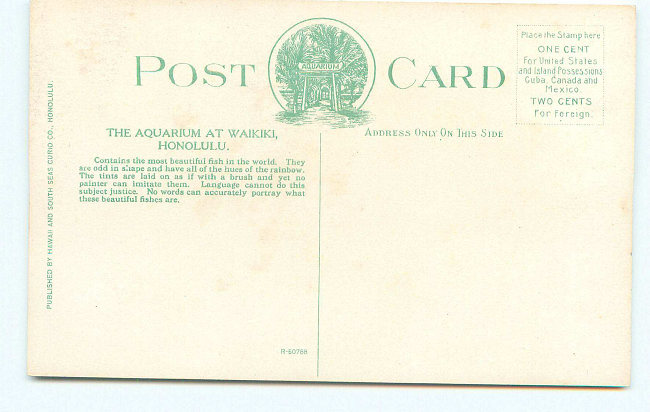 POST CARD
AQUARIUM
Place the Stamp here
ONE CENT
For United States
and Island Possessions
Cuba, Canada and
Mexico.
TWO CENTS
For Foreign.
THE AQUARIUM AT WAIKIKI,
HONOLULU.
ADDRESS ONLY ON THIS SIDE
Contains the most beautiful fish in the world. They
are odd in shape and have all of the hues of the rainbow.
The tints are laid on as if with a brush and yet no
painter can imitate them. Language cannot do this
subject justice. No words can accurately portray what
these beautiful fishes are.
PUBLISHED BY HAWAII AND SOUTH SEAS CURIO CO., HONOLULU.
R-60788